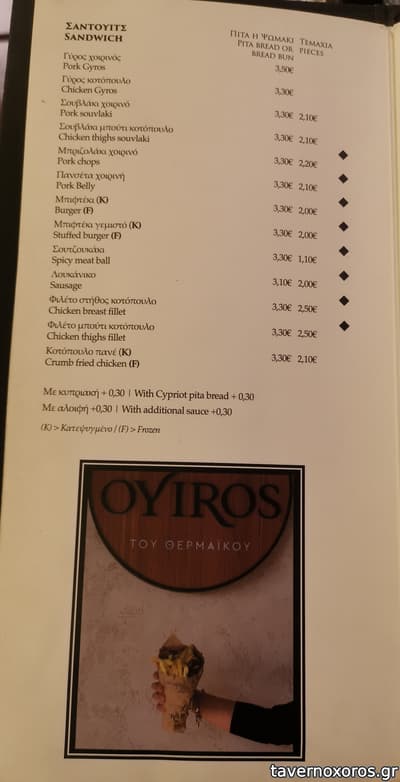 ΣΑΝΤΟΥΙΤΣ
SANDWICH
ΠΙΤΑ Η ΨΩΜΑΚΙ ΤΕΜΑΧΙΑ
PITA BREAD OR PIECES
BREAD BUN
Γύρος χοιρινός
Pork Gyros 3,50€
Γύρος κοτόπουλο
Chicken Gyros 3,30€
Σουβλάκι χοιρινό
Pork souvlaki 3,30€ 2,10€
Σουβλάκι μπούτι κοτόπουλο
Chicken thighs souvlaki 3,30€ 2,10€
Μπριζολάκι χοιρινό
Pork chops 3,30€ 2,20€
Πανσέτα χοιρινή
Pork Belly 3,30€ 2,10€
Μπιφτέκι (Κ)
Burger (F) 3,30€ 2,00€
Μπιφτέκι γεμιστό (Κ)
Stuffed burger (F) 3,30€ 2,00€
Σουτζουκάκι
Spicy meat ball 3,30€ 1,10€
Λουκάνικο
Sausage 3,10€ 2,00€
Φιλέτο στήθος κοτόπουλο
Chicken breast fillet 3,30€ 2,50€
Φιλέτο μπούτι κοτόπουλο
Chicken thighs fillet 3,30€ 2,50€
Κοτόπουλο πανέ (Κ)
Crumb fried chicken (F) 3,30€ 2,10€
Με κυπριακή + 0,30 | With Cypriot pita bread + 0,30
Με αλοιφή +0,30 | With additional sauce +0,30
(Κ) > Κατεψυγμένο / (F) > Frozen
OYIROS
ΤΟΥ ΘΕΡΜΑΪΚΟΥ
tavernoxoros.gr